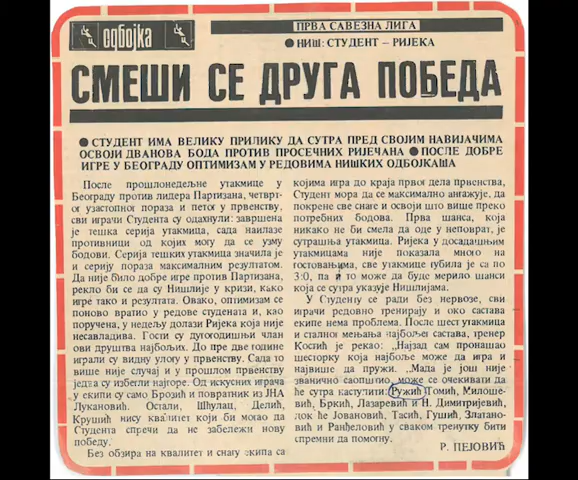 одбојка
ПРВА САВЕЗНА ЛИГА
● НИШ: СТУДЕНТ – РИЈЕКА
СМЕШИ СЕ ДРУГА ПОБЕДА
● СТУДЕНТ ИМА ВЕЛИКУ ПРИЛИКУ ДА СУТРА ПРЕД СВОЈИМ НАВИЈАЧИМА
ОСВОЈИ ДВАНОВА БОДА ПРОТИВ ПРОСЕЧНИХ РИЈЕЧАНА ● ПОСЛЕ ДОБРЕ
ИГРЕ У БЕОГРАДУ ОПТИМИЗАМ У РЕДОВИМА НИШКИХ ОДБОЈКАША
После прошлонедељне утакмице у
Београду против лидера Партизана, четврт-
ог узастопног пораза и петог у првенству,
сви играчи Студента су одахнули: завршена
је тешка серија утакмица, сада наилазе
противници од којих могу да се узму
бодови. Серија тешких утакмица значила је
и серију пораза максималним резултатом.
Да није било добре игре против Партизана,
рекло би се да су Нишлије у кризи, како
игре тако и резултата. Овако, оптимизам се
поново вратио у редове студената и, као
поручена, у недељу долази Ријека која није
несавладива. Гости су дугогодишњи члан
ови друштва најбољих. До пре две године
играли су видну улогу у првенству. Сада то
више није случај и у прошлом првенству
једва су избегли најгоре. Од искусних играча
у екипи су само Брозић и повратник из ЈНА
Лукановић. Остали, Шпулац, Делић,
Крушић нису квалитет који би могао да
Студента спречи да не забележи нову
победу.
Без обзира на квалитет и снагу екипа са
којима игра до краја првог дела првенства,
Студент мора да се максимално ангажује, да
покрене све снаге и освоји што више преко
потребних бодова. Прва шанса, која
никако не би смела да оде у неповрат, је
сутрашња утакмица. Ријека у досадашњим
утакмицама није показала много на
гостовањима, све утакмице губила је са по
3:0, па и то може да буде мерило шанси
која се сутра указује Нишлијама.
У Студенту се ради без нервозе, сви
играчи редовно тренирају и око састава
екипе нема проблема. После шест утакмица
и сталног мењања најбољег састава, тренер
Костић је рекао: „Најзад сам пронашао
шесторку која најбоље може да игра и
највише да пружи. „Мада је још није
званично саопштио, може се очекивати да
ће сутра наступити: Ружић, Томић, Милоше-
вић, Бркић, Лазаревић и Н. Димитријевић,
док ће Јовановић, Тасић, Гушић, Златано-
вић и Ранђеловић у сваком тренутку бити
спремни да помогну.
Р. ПЕЈОВИЋ